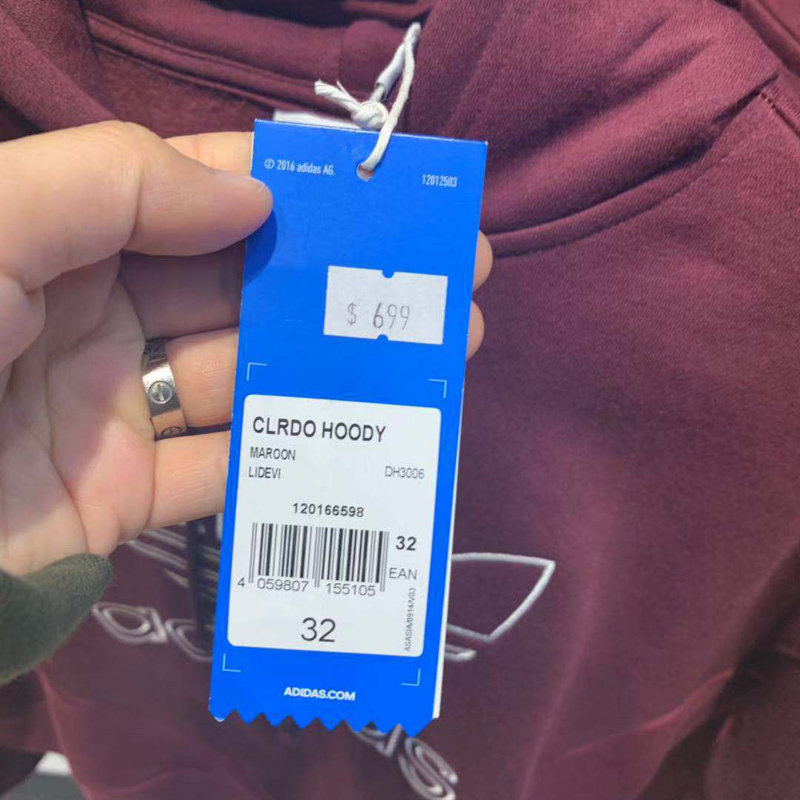 © 2016 adidas AG.
12012503
$ 699
CLRDO HOODY
MAROON
LIDEVI
DH3006
120166598
32
EAN
4 059807 155105
32
ADIDAS.COM